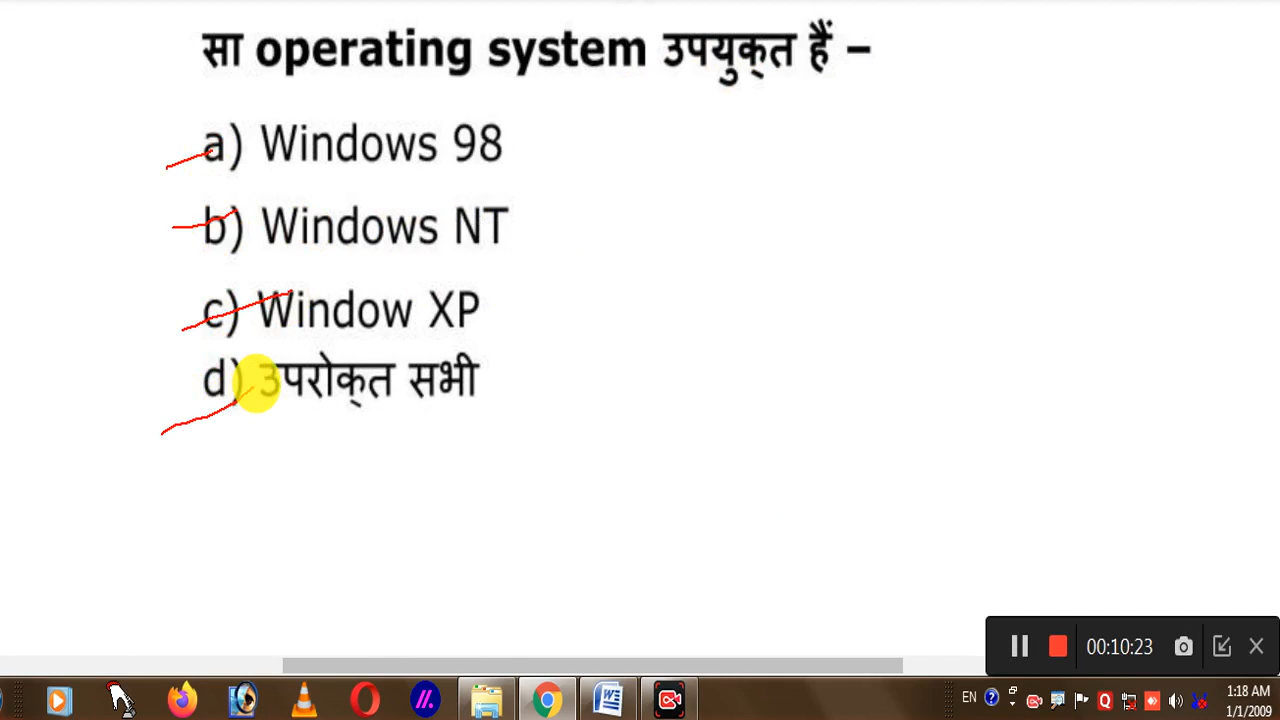 सा operating system उपयुक्त हैं –
a) Windows 98
b) Windows NT
c) Window XP
d) उपरोक्त सभी
00:10:23
EN
1:18 AM
1/1/2009